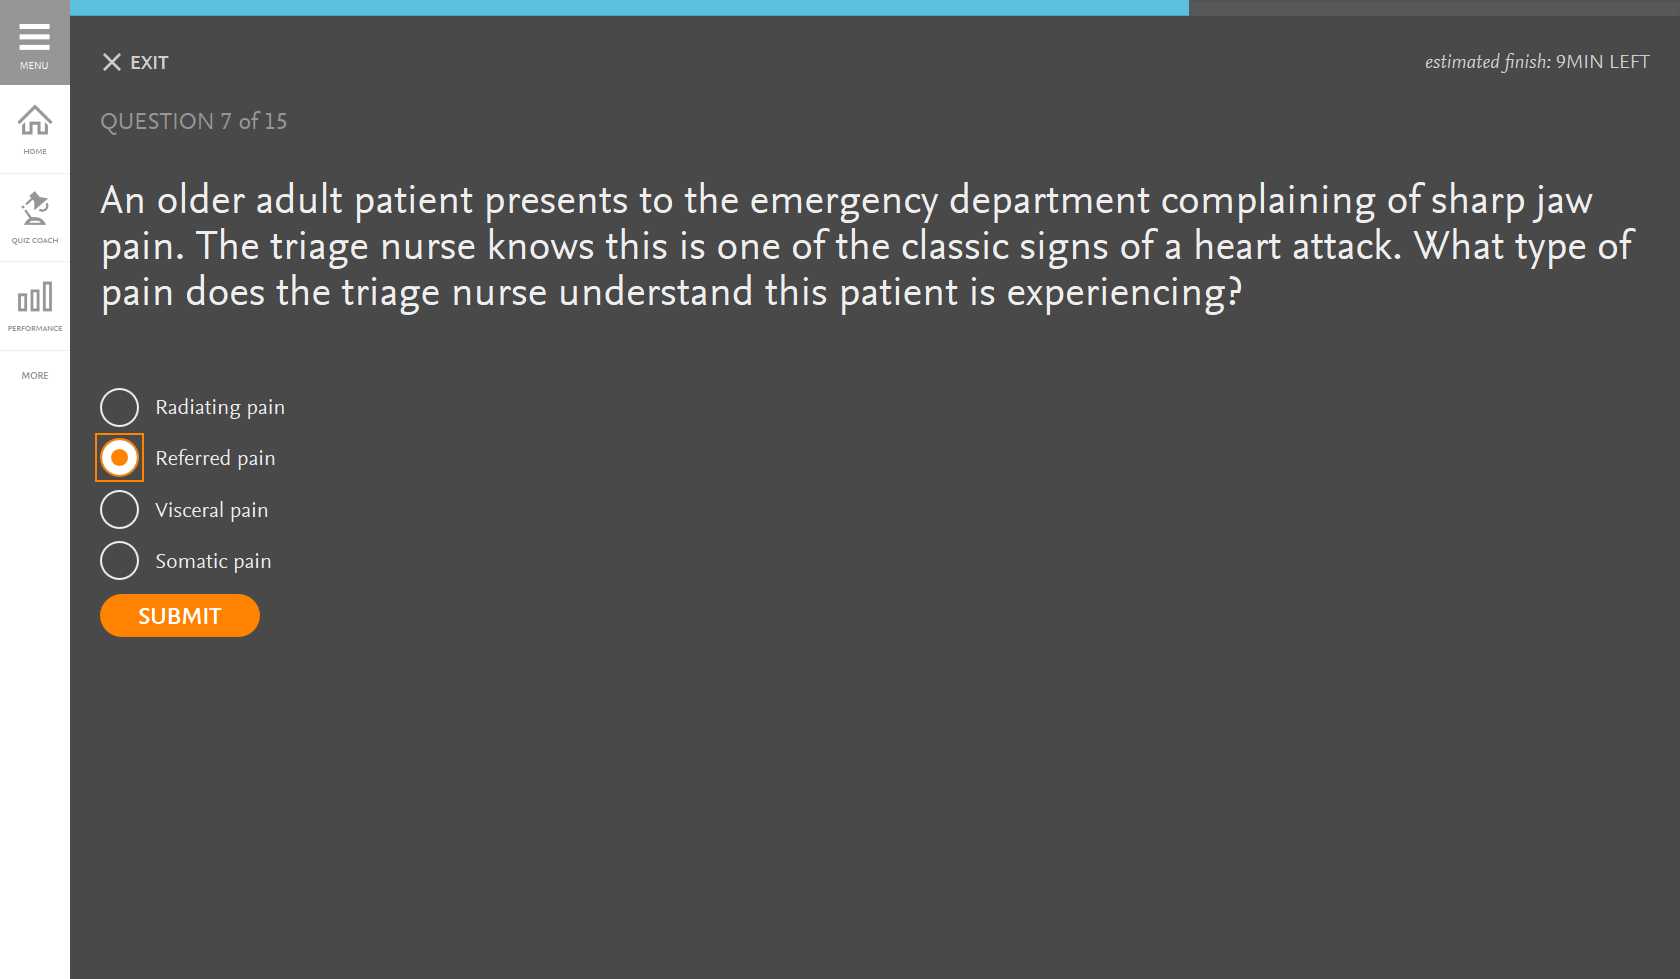 MENU
EXIT
estimated finish: 9MIN LEFT
HOME
QUIZ COACH
PERFORMANCE
MORE
QUESTION 7 of 15
An older adult patient presents to the emergency department complaining of sharp jaw
pain. The triage nurse knows this is one of the classic signs of a heart attack. What type of
pain does the triage nurse understand this patient is experiencing?
Radiating pain
Referred pain
Visceral pain
Somatic pain
SUBMIT